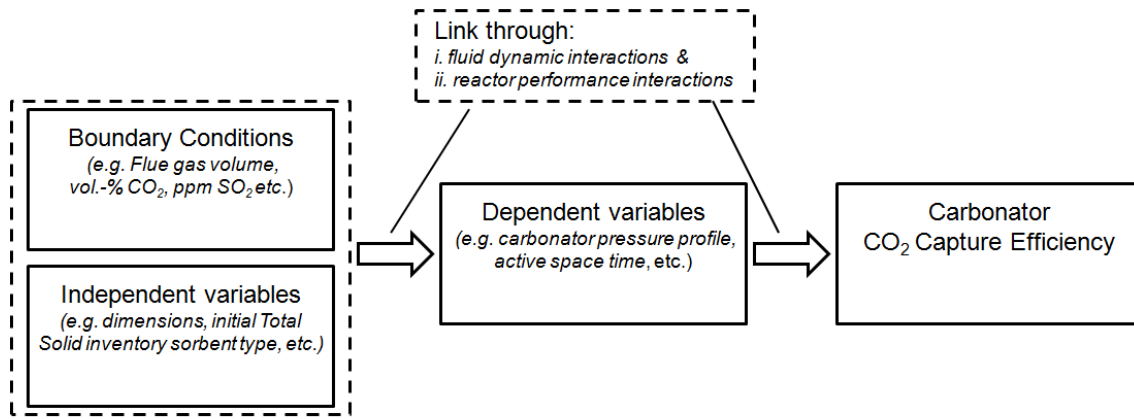 Link through:
i. fluid dynamic interactions &
ii. reactor performance interactions
Boundary Conditions
(e.g. Flue gas volume,
vol.-% CO₂, ppm SO₂ etc.)
Independent variables
(e.g. dimensions, initial Total
Solid inventory sorbent type, etc.)
Dependent variables
(e.g. carbonator pressure profile,
active space time, etc.)
Carbonator
CO₂ Capture Efficiency